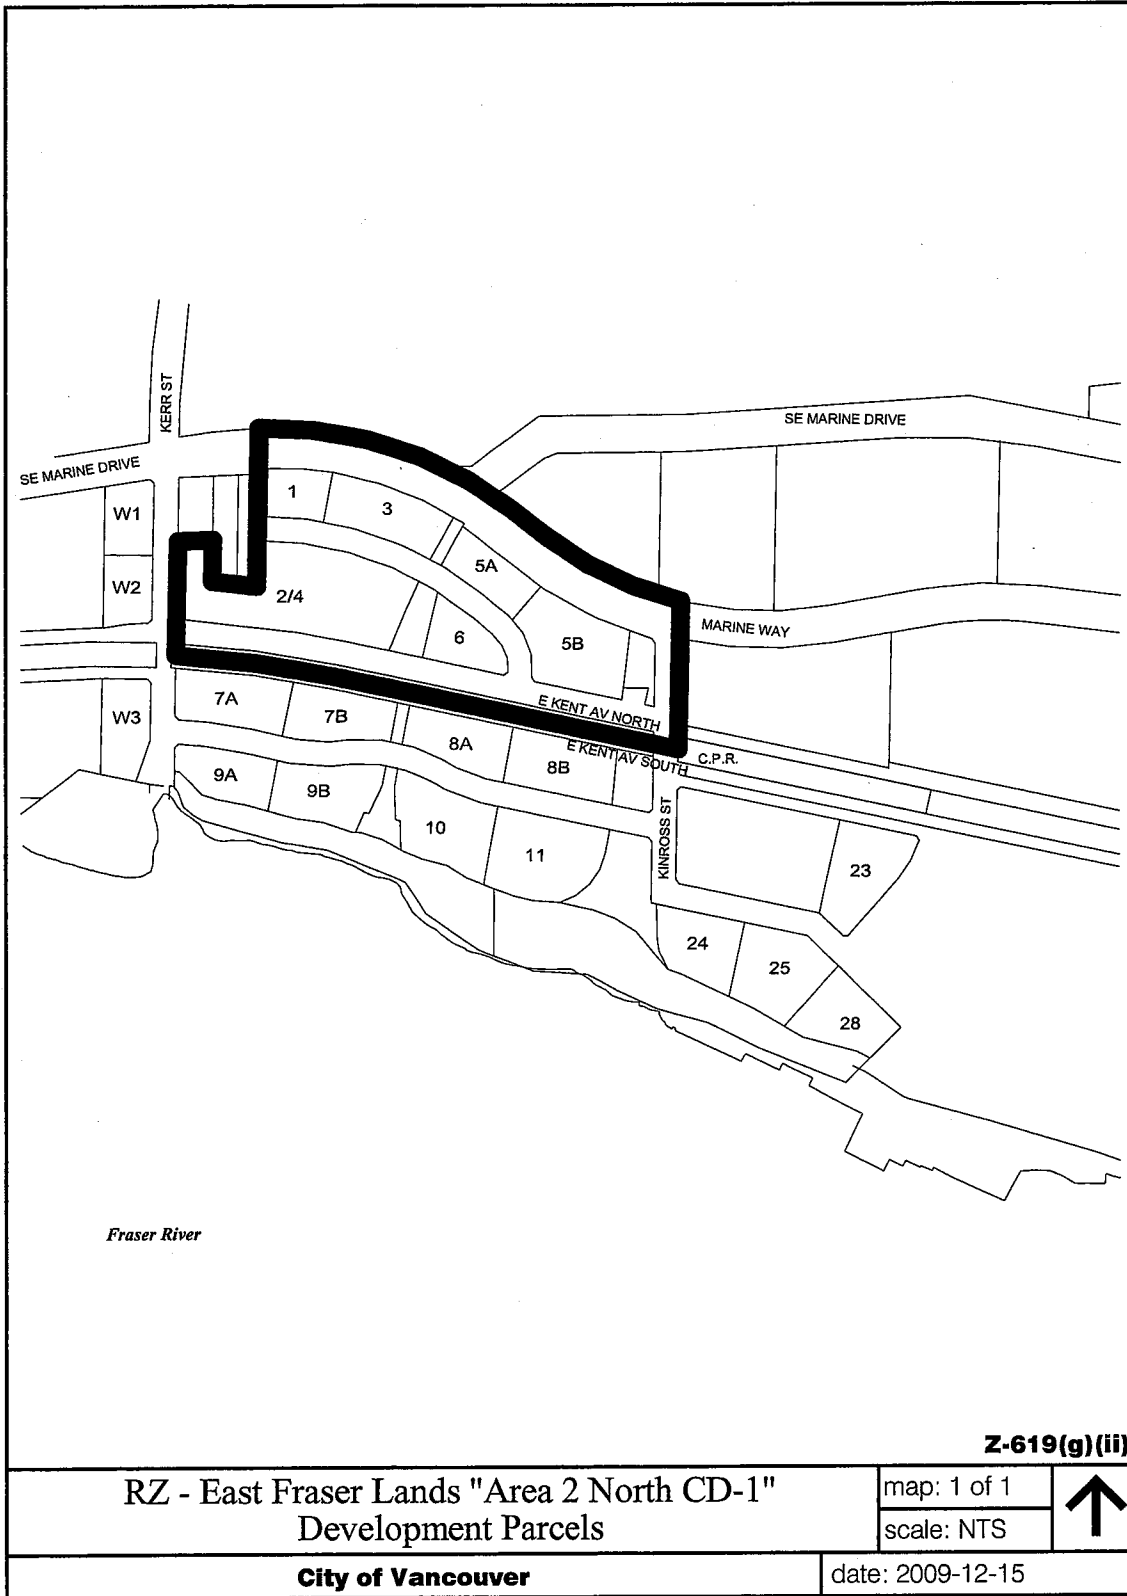 KERR ST
SE MARINE DRIVE
SE MARINE DRIVE
W1
1
3
W2
2/4
5A
6
5B
MARINE WAY
E KENT AV NORTH
W3
7A
7B
8A
E KENT AV SOUTH
C.P.R.
8B
9A
9B
10
11
KINROSS ST
23
24
25
28
Fraser River
Z-619(g)(ii)
RZ - East Fraser Lands "Area 2 North CD-1"
Development Parcels
map: 1 of 1
scale: NTS
City of Vancouver
date: 2009-12-15